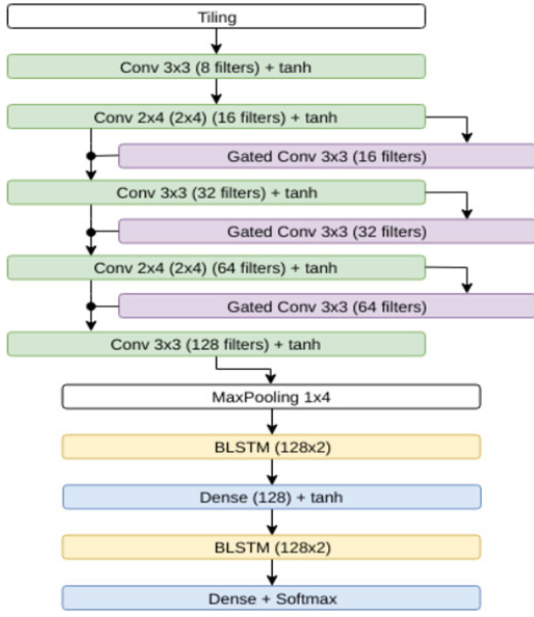 Tiling
Conv 3x3 (8 filters) + tanh
Conv 2x4 (2x4) (16 filters) + tanh
Gated Conv 3x3 (16 filters)
Conv 3x3 (32 filters) + tanh
Gated Conv 3x3 (32 filters)
Conv 2x4 (2x4) (64 filters) + tanh
Gated Conv 3x3 (64 filters)
Conv 3x3 (128 filters) + tanh
MaxPooling 1x4
BLSTM (128x2)
Dense (128) + tanh
BLSTM (128x2)
Dense + Softmax